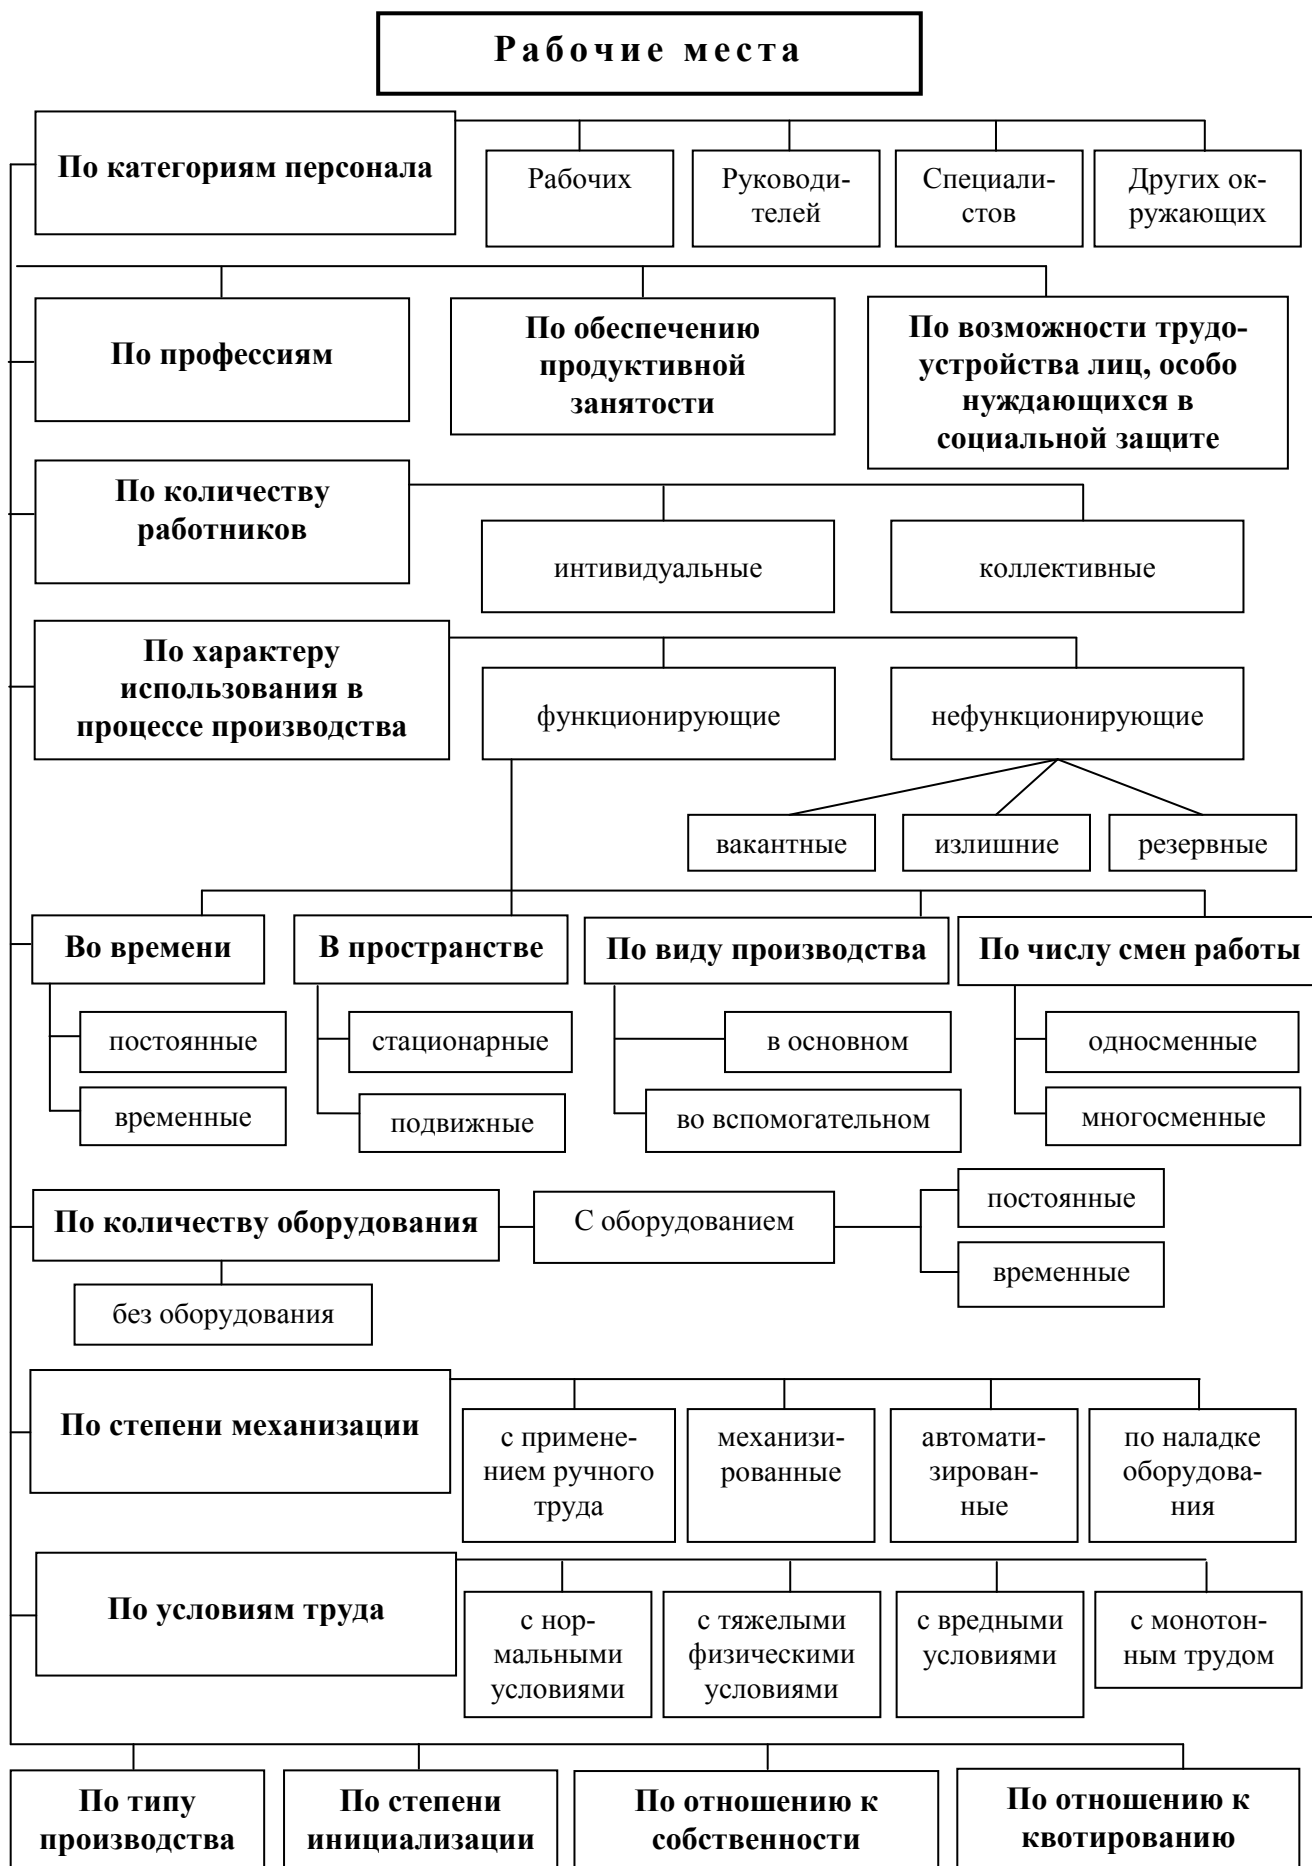 Рабочие места
По категориям персонала
Рабочих
Руководи-
телей
Специали-
стов
Других ок-
ружающих
По профессиям
По обеспечению
продуктивной
занятости
По возможности трудо-
устройства лиц, особо
нуждающихся в
социальной защите
По количеству
работников
интивидуальные
коллективные
По характеру
использования в
процессе производства
функционирующие
нефункционирующие
вакантные
излишние
резервные
Во времени
В пространстве
По виду производства
По числу смен работы
постоянные
стационарные
в основном
односменные
временные
подвижные
во вспомогательном
многосменные
По количеству оборудования
С оборудованием
постоянные
временные
без оборудования
По степени механизации
с примене-
нием ручного
труда
механизи-
рованные
автомати-
зирован-
ные
по наладке
оборудова-
ния
По условиям труда
с нор-
мальными
условиями
с тяжелыми
физическими
условиями
с вредными
условиями
с монотон-
ным трудом
По типу
производства
По степени
инициализации
По отношению к
собственности
По отношению к
квотированию